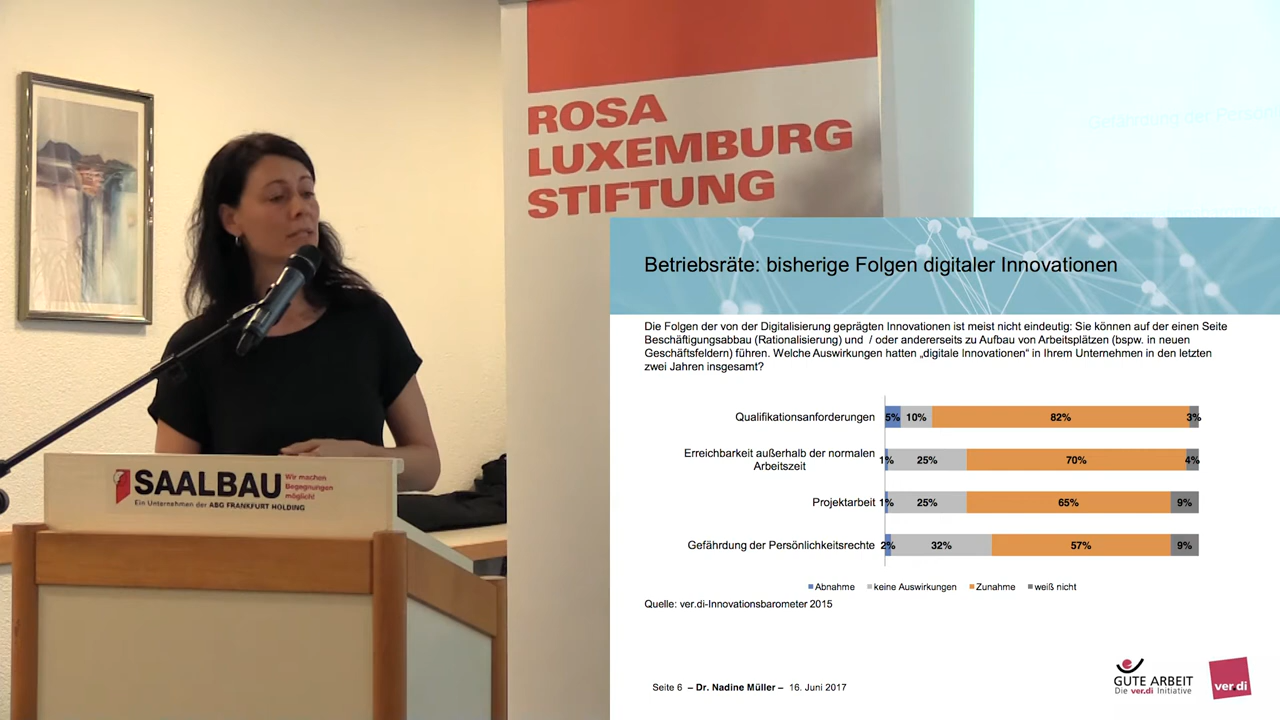 ROSA
LUXEMBURG
STIFTUNG
Gefährdung der
SAALBAU
Wir machen
Begegnungen
möglich!
Ein Unternehmen der ABG FRANKFURT HOLDING
Betriebsräte: bisherige Folgen digitaler Innovationen
Die Folgen der von der Digitalisierung geprägten Innovationen ist meist nicht eindeutig: Sie können auf der einen Seite
Beschäftigungsabbau (Rationalisierung) und / oder andererseits zu Aufbau von Arbeitsplätzen (bspw. in neuen
Geschäftsfeldern) führen. Welche Auswirkungen hatten „digitale Innovationen" in Ihrem Unternehmen in den letzten
zwei Jahren insgesamt?
Qualifikationsanforderungen 5% 10% 82% 3%
Erreichbarkeit außerhalb der normalen
Arbeitszeit 1% 25% 70% 4%
Projektarbeit 1% 25% 65% 9%
Gefährdung der Persönlichkeitsrechte 2% 32% 57% 9%
Abnahme keine Auswirkungen Zunahme weiß nicht
Quelle: ver.di-Innovationsbarometer 2015
Seite 6 – Dr. Nadine Müller – 16. Juni 2017
GUTE ARBEIT
Die ver.di Initiative
ver.di